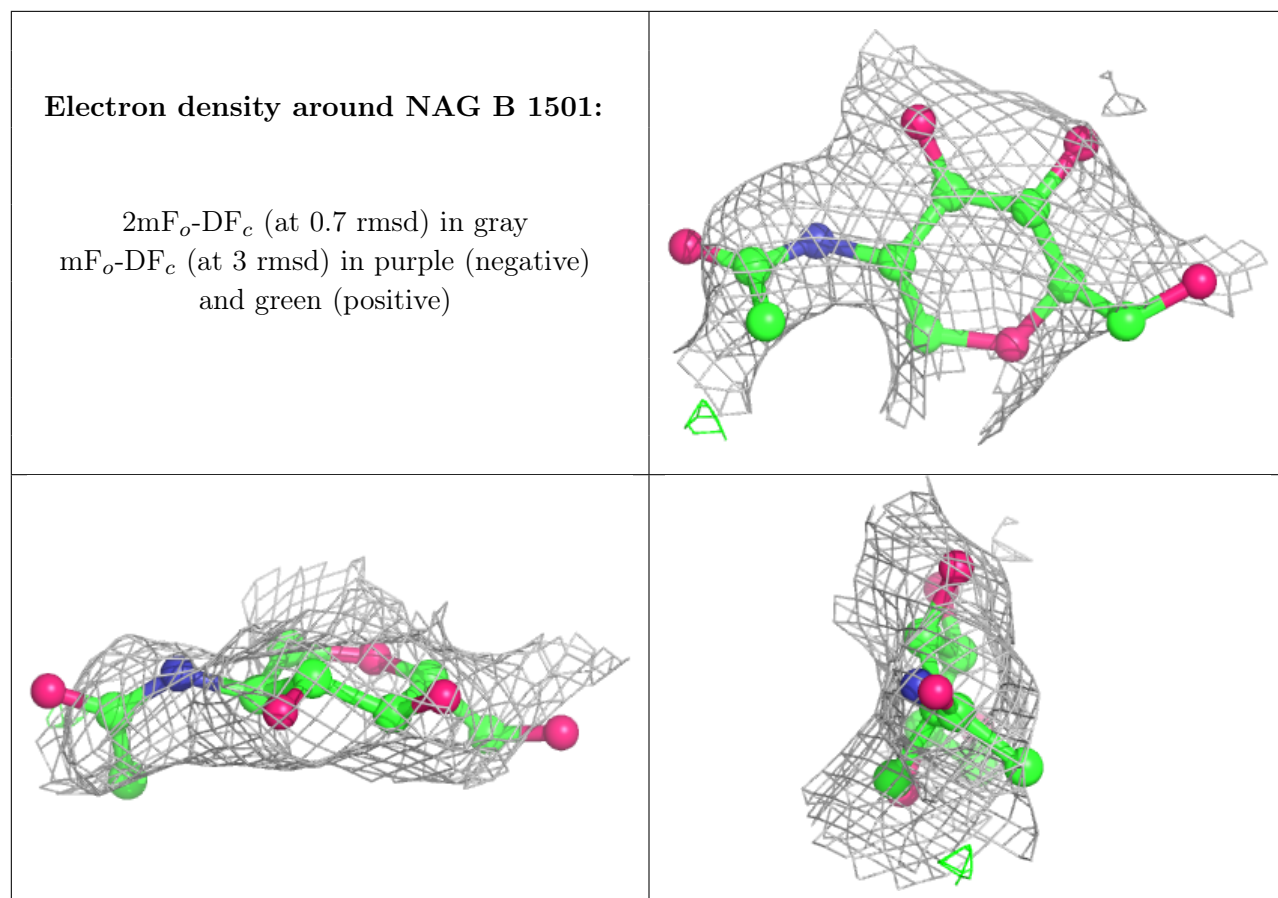 Electron density around NAG B 1501:
2mFₒ-DF𝒸 (at 0.7 rmsd) in gray
mFₒ-DF𝒸 (at 3 rmsd) in purple (negative)
and green (positive)